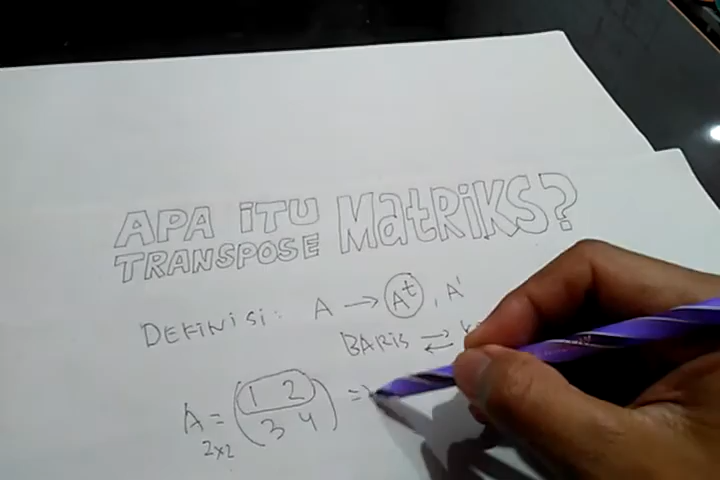 APA iTU MatRiKS?
TRANSPOSE
DEFINISI: A → Aᵗ, A'
BARIS ⇄
A = (1 2
3 4) =
2x2